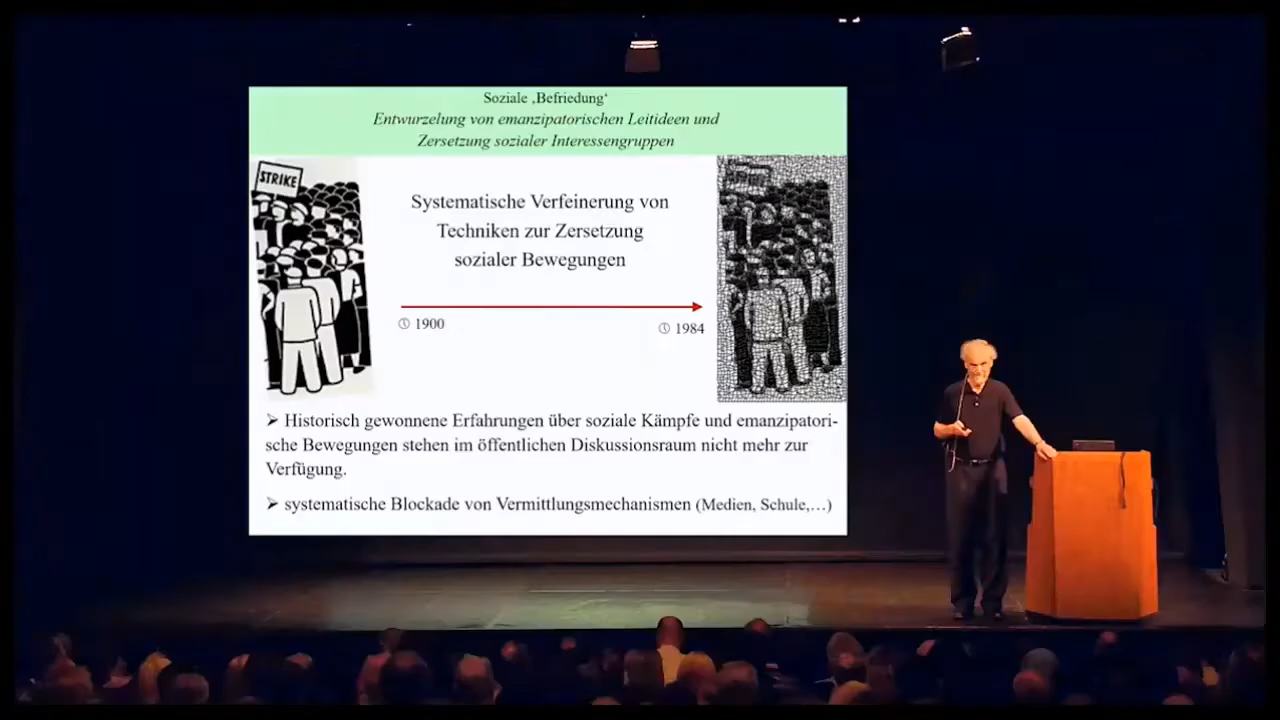 Soziale ‚Befriedung‘
Entwurzelung von emanzipatorischen Leitideen und
Zersetzung sozialer Interessengruppen
STRIKE
Systematische Verfeinerung von
Techniken zur Zersetzung
sozialer Bewegungen
1900
1984
➢ Historisch gewonnene Erfahrungen über soziale Kämpfe und emanzipatori-
sche Bewegungen stehen im öffentlichen Diskussionsraum nicht mehr zur
Verfügung.
➢ systematische Blockade von Vermittlungsmechanismen (Medien, Schule,…)